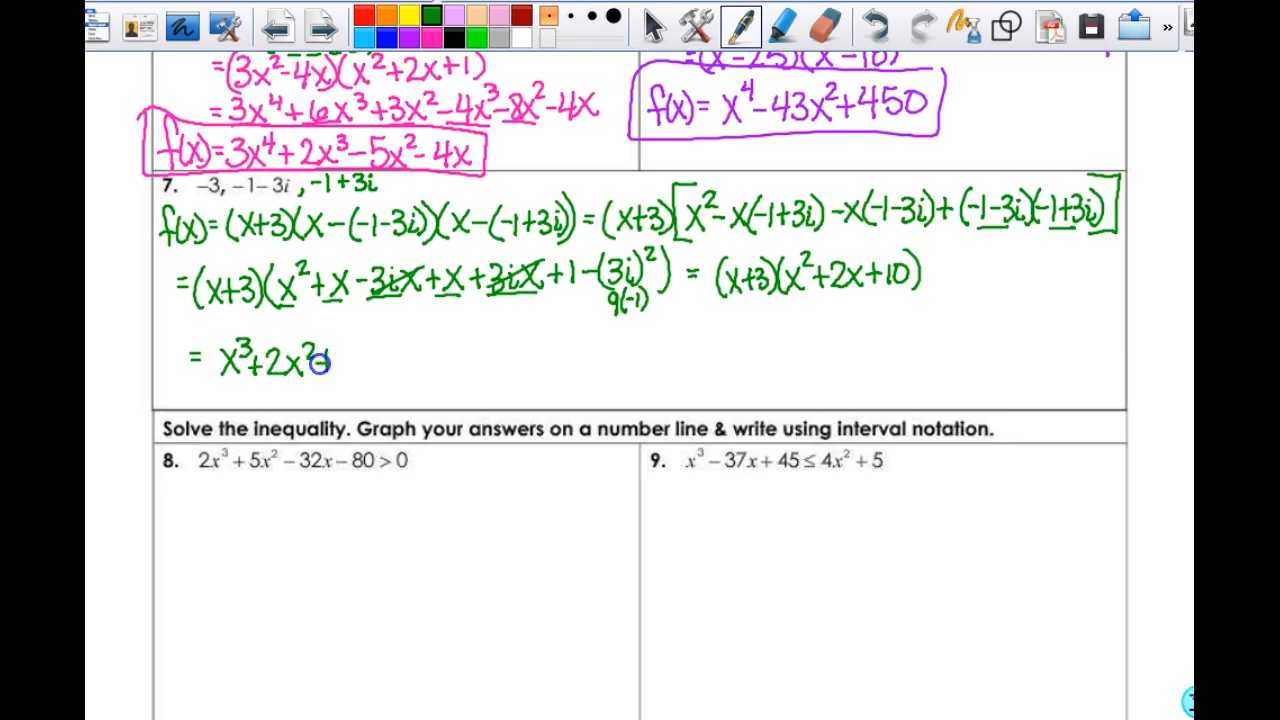 =(3x²-4x)(x²+2x+1)
=3x⁴+6x³+3x²-4x³-8x²-4x
f(x)=3x⁴+2x³-5x²-4x
=(x-25)(x-18)
f(x)=x⁴-43x²+450
7. -3, -1-3i, -1+3i
f(x)=(x+3)(x-(-1-3i))(x-(-1+3i))=(x+3)[x²-x(-1+3i)-x(-1-3i)+(-1-3i)(-1+3i)]
=(x+3)(x²+x-3ix+x+3ix+1-(3i)²) = (x+3)(x²+2x+10)
9(-1)
= x³+2x²+
Solve the inequality. Graph your answers on a number line & write using interval notation.
8. 2x³+5x²-32x-80>0
9. x³-37x+45≤4x²+5